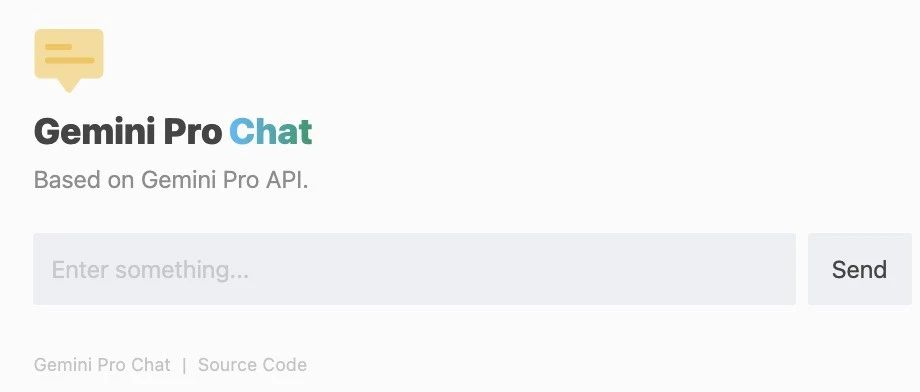 Gemini Pro Chat
Based on Gemini Pro API.
Enter something...
Send
Gemini Pro Chat | Source Code